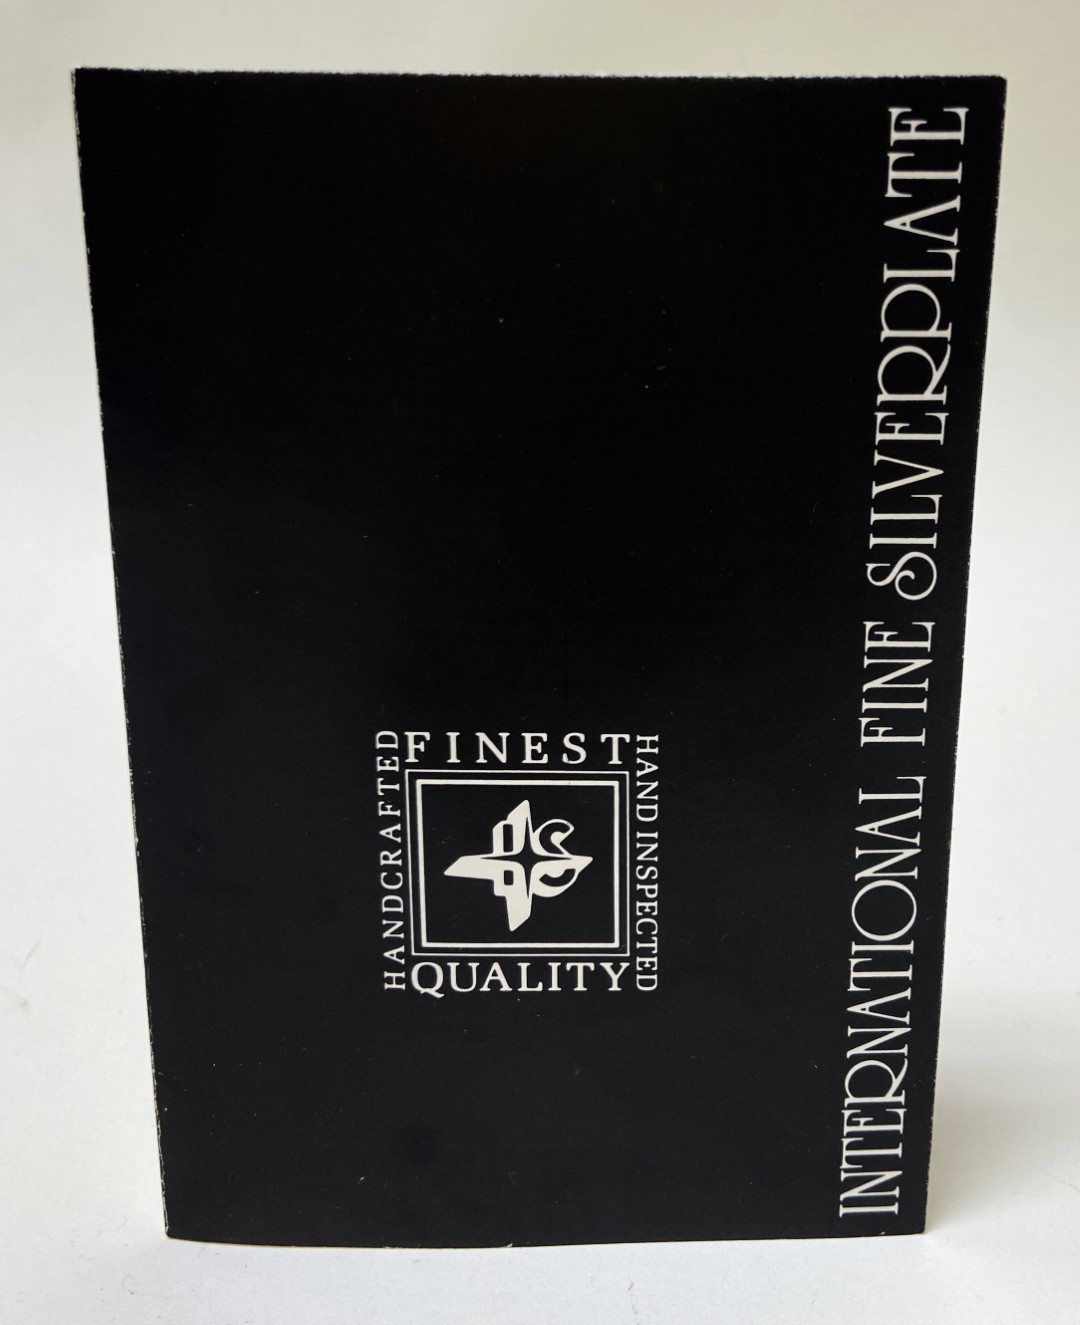 HANDCRAFTED
FINEST
QUALITY
HAND INSPECTED
INTERNATIONAL FINE SILVERPLATE